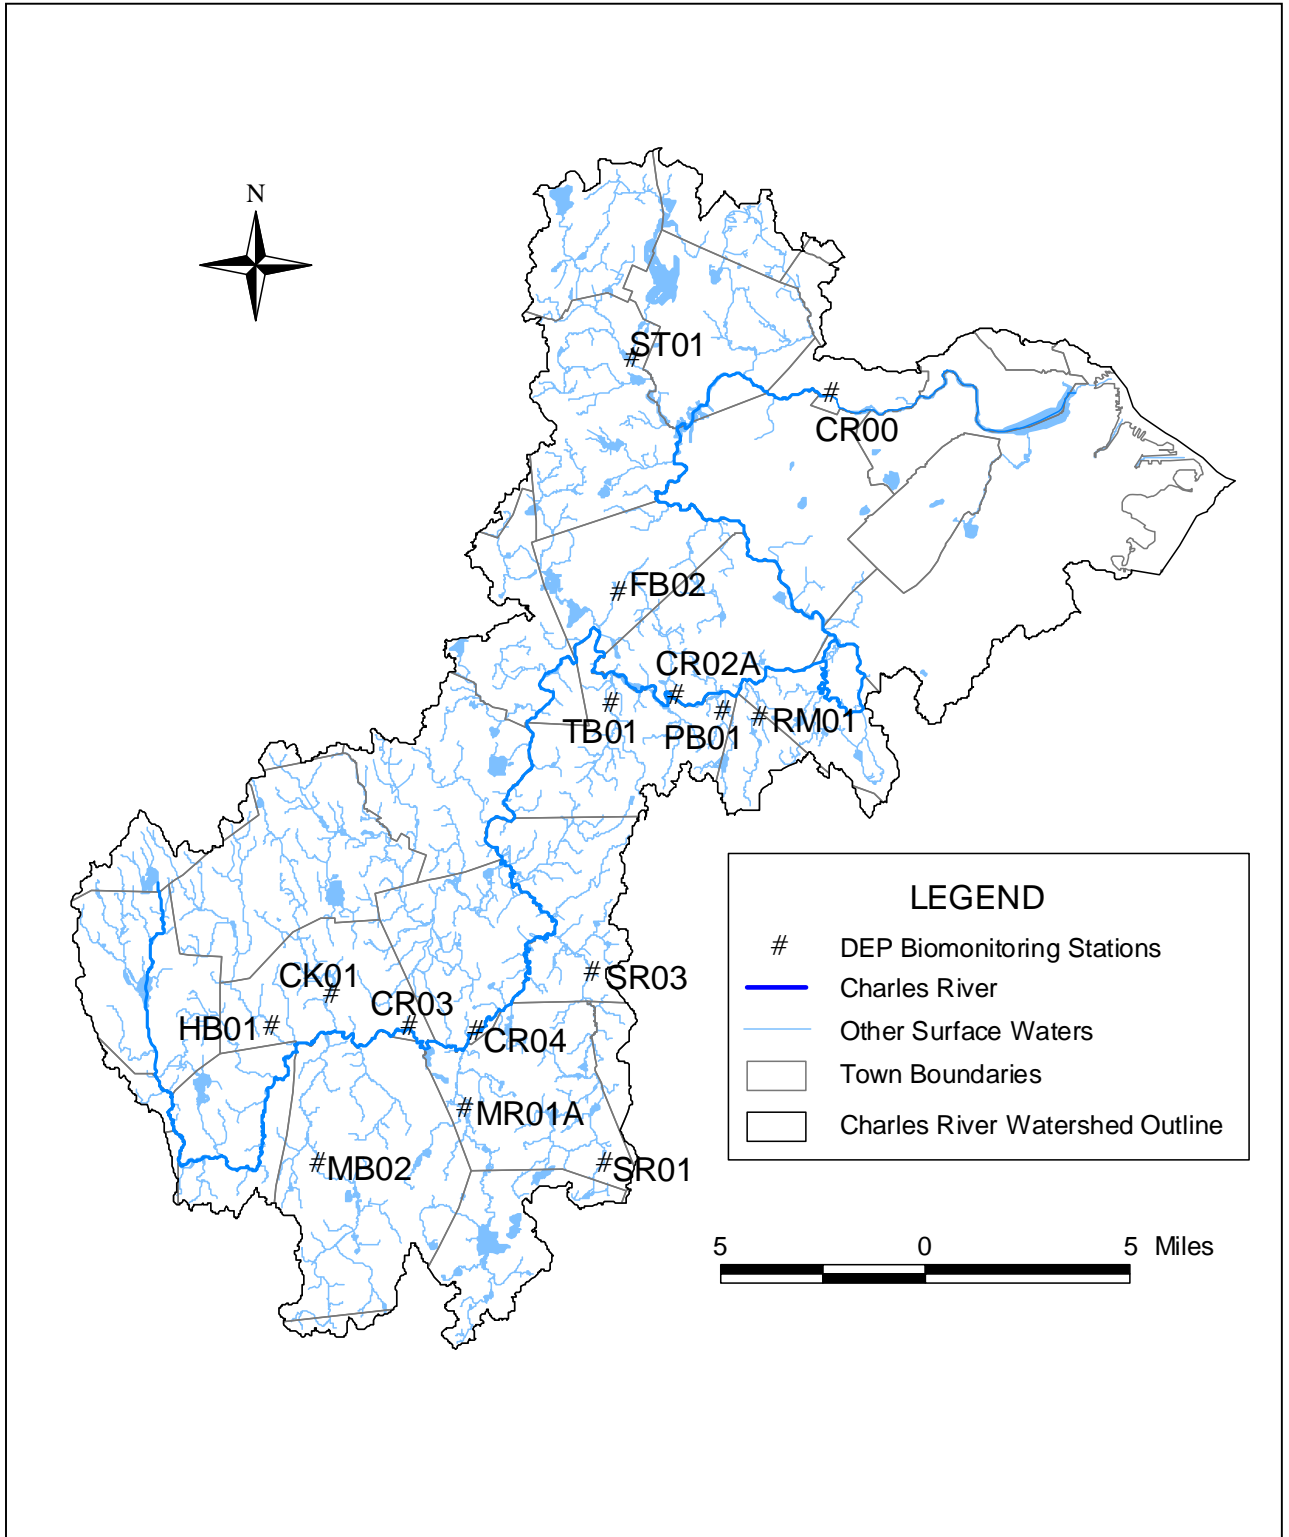 N
ST01
#
#
CR00
#
FB02
CR02A
#
#
TB01
#
PB01
#
RM01
LEGEND
# DEP Biomonitoring Stations
Charles River
Other Surface Waters
Town Boundaries
Charles River Watershed Outline
CK01
#
HB01
#
CR03
#
#
CR04
#
SR03
#
MR01A
#
MB02
#
SR01
5 0 5 Miles